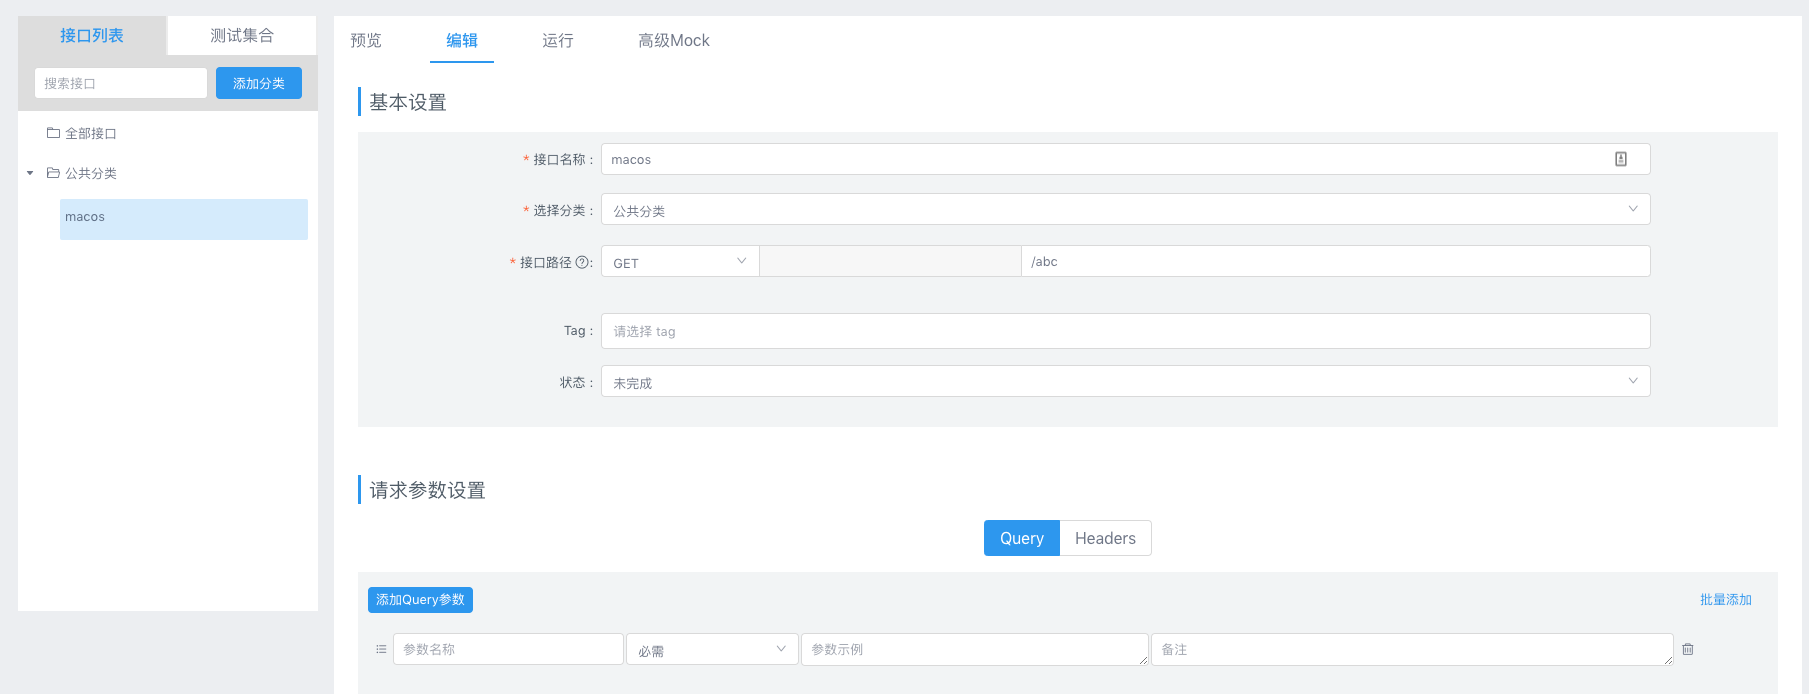 接口列表
测试集合
搜索接口
添加分类
全部接口
公共分类
macos
预览
编辑
运行
高级Mock
基本设置
* 接口名称 :
macos
* 选择分类 :
公共分类
* 接口路径 ? :
GET
/abc
Tag :
请选择 tag
状态 :
未完成
请求参数设置
Query
Headers
添加Query参数
批量添加
参数名称
必需
参数示例
备注